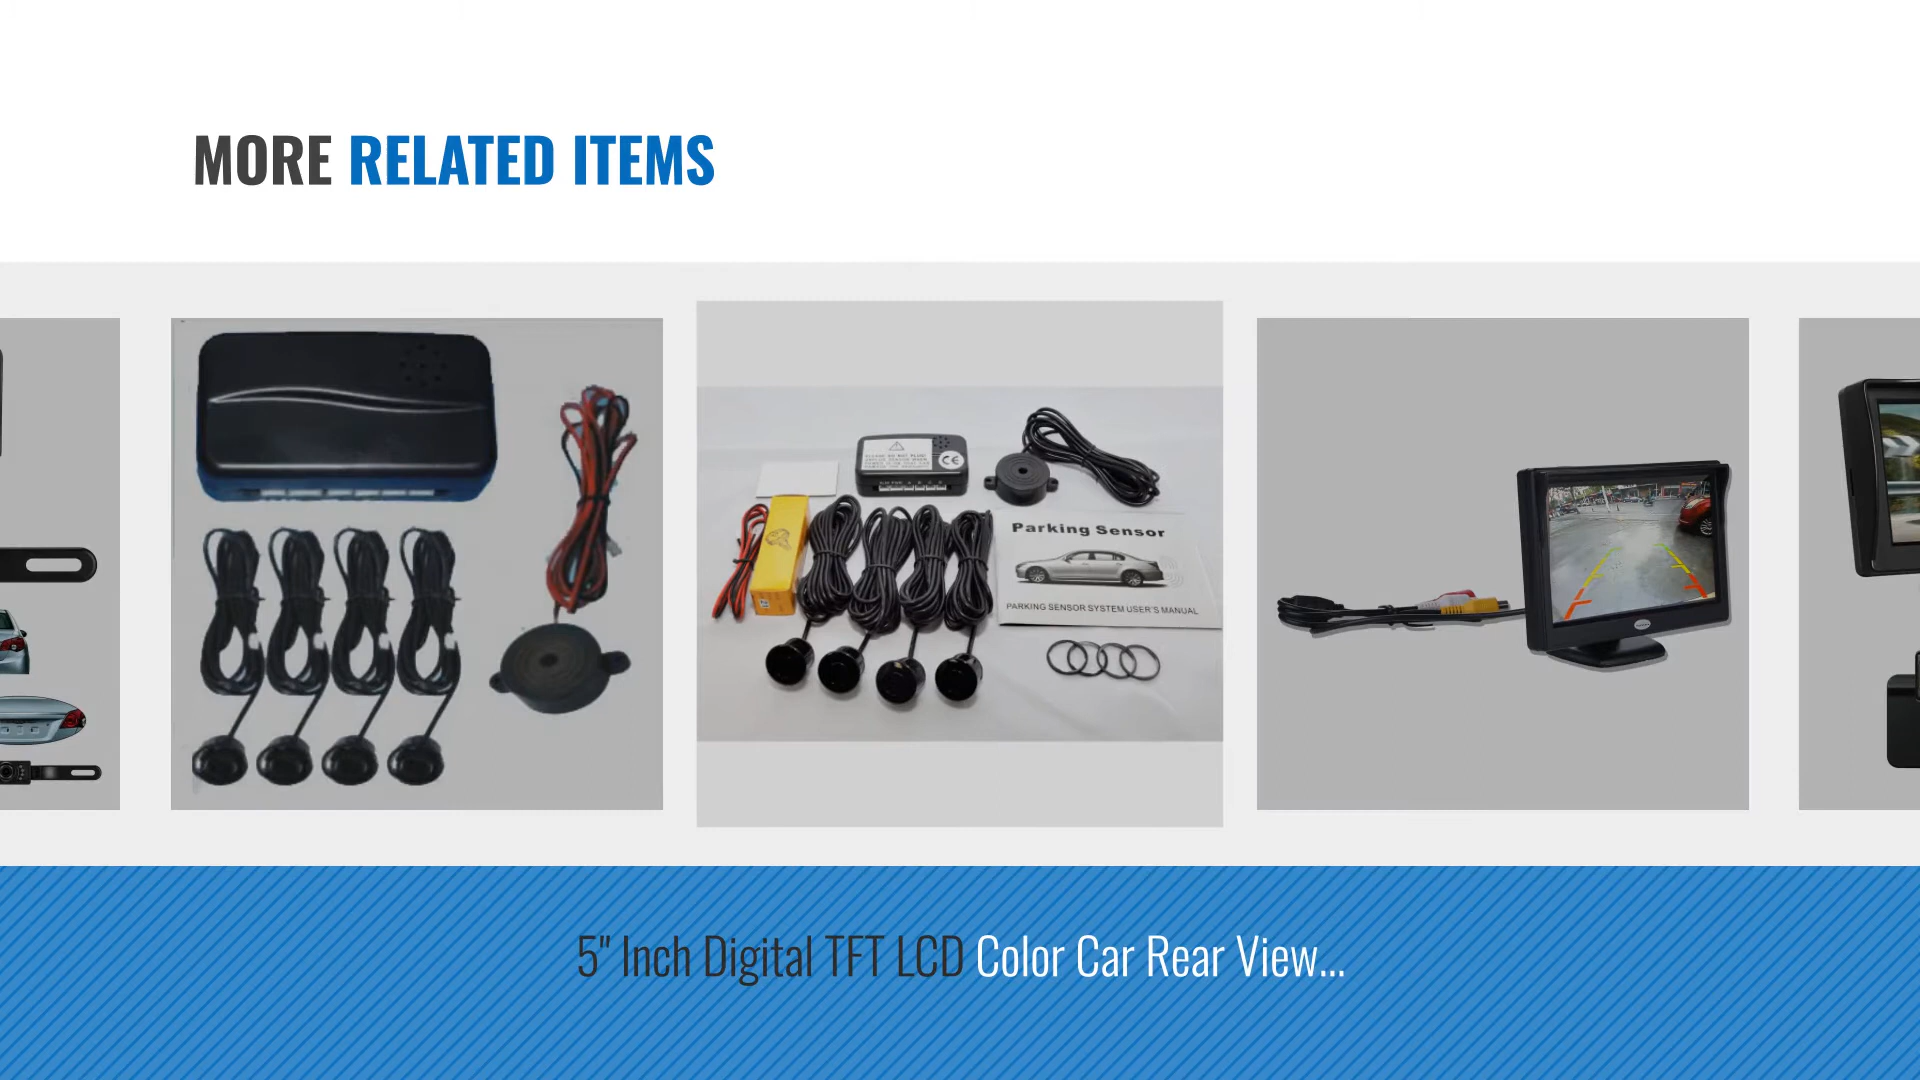 MORE RELATED ITEMS
CE
Parking Sensor
PARKING SENSOR SYSTEM USER'S MANUAL
5" Inch Digital TFT LCD Color Car Rear View...